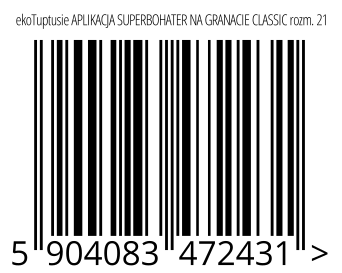 ekoTuptusie APLIKACJA SUPERBOHATER NA GRANACIE CLASSIC rozm. 21
5 904083 472431 >